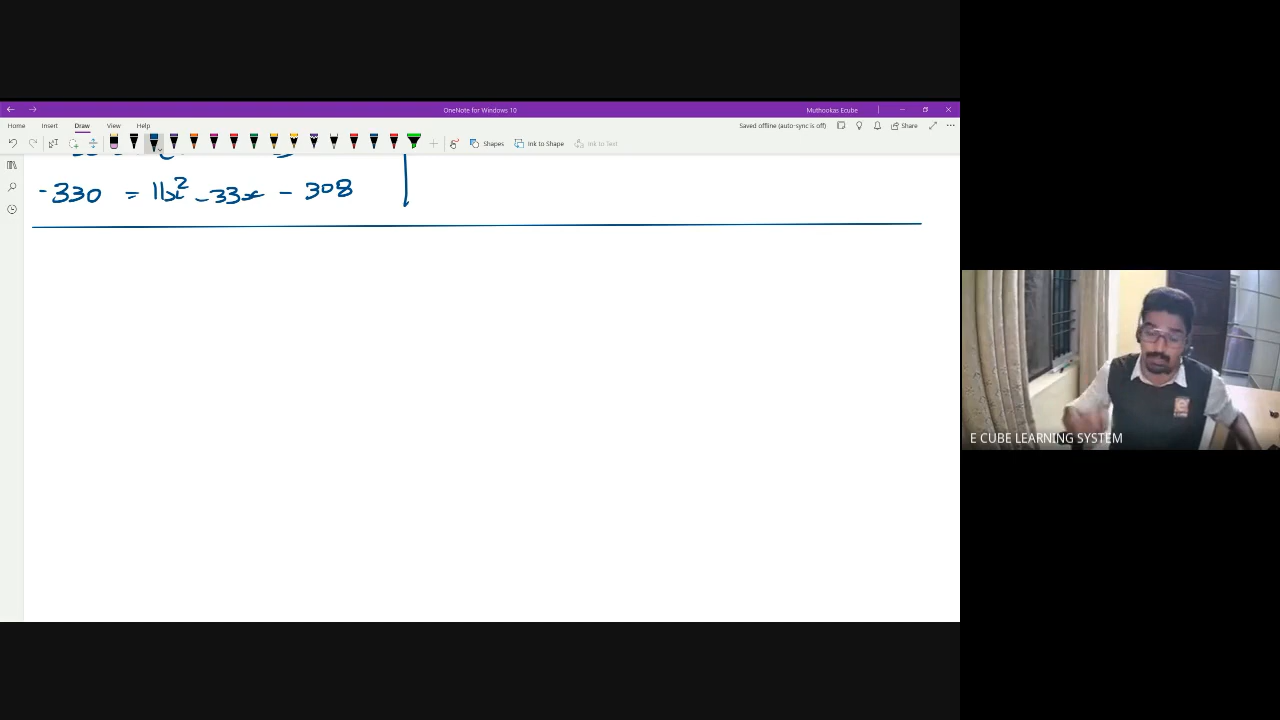 OneNote for Windows 10
Muthookas Ecube
Home Insert Draw View Help
Saved offline (auto-sync is off)
Share
Shapes
Ink to Shape
Ink to Text
-330 = 11x² -33x - 308
E CUBE LEARNING SYSTEM